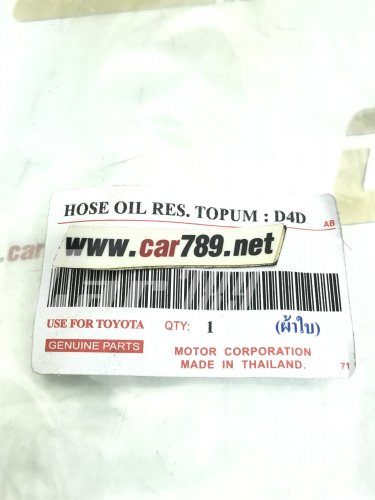 HOSE OIL RES. TOPUM : D4D
AB
www.car789.net
USE FOR TOYOTA
QTY: 1
(ผ้าใบ)
GENUINE PARTS
MOTOR CORPORATION
MADE IN THAILAND.
71